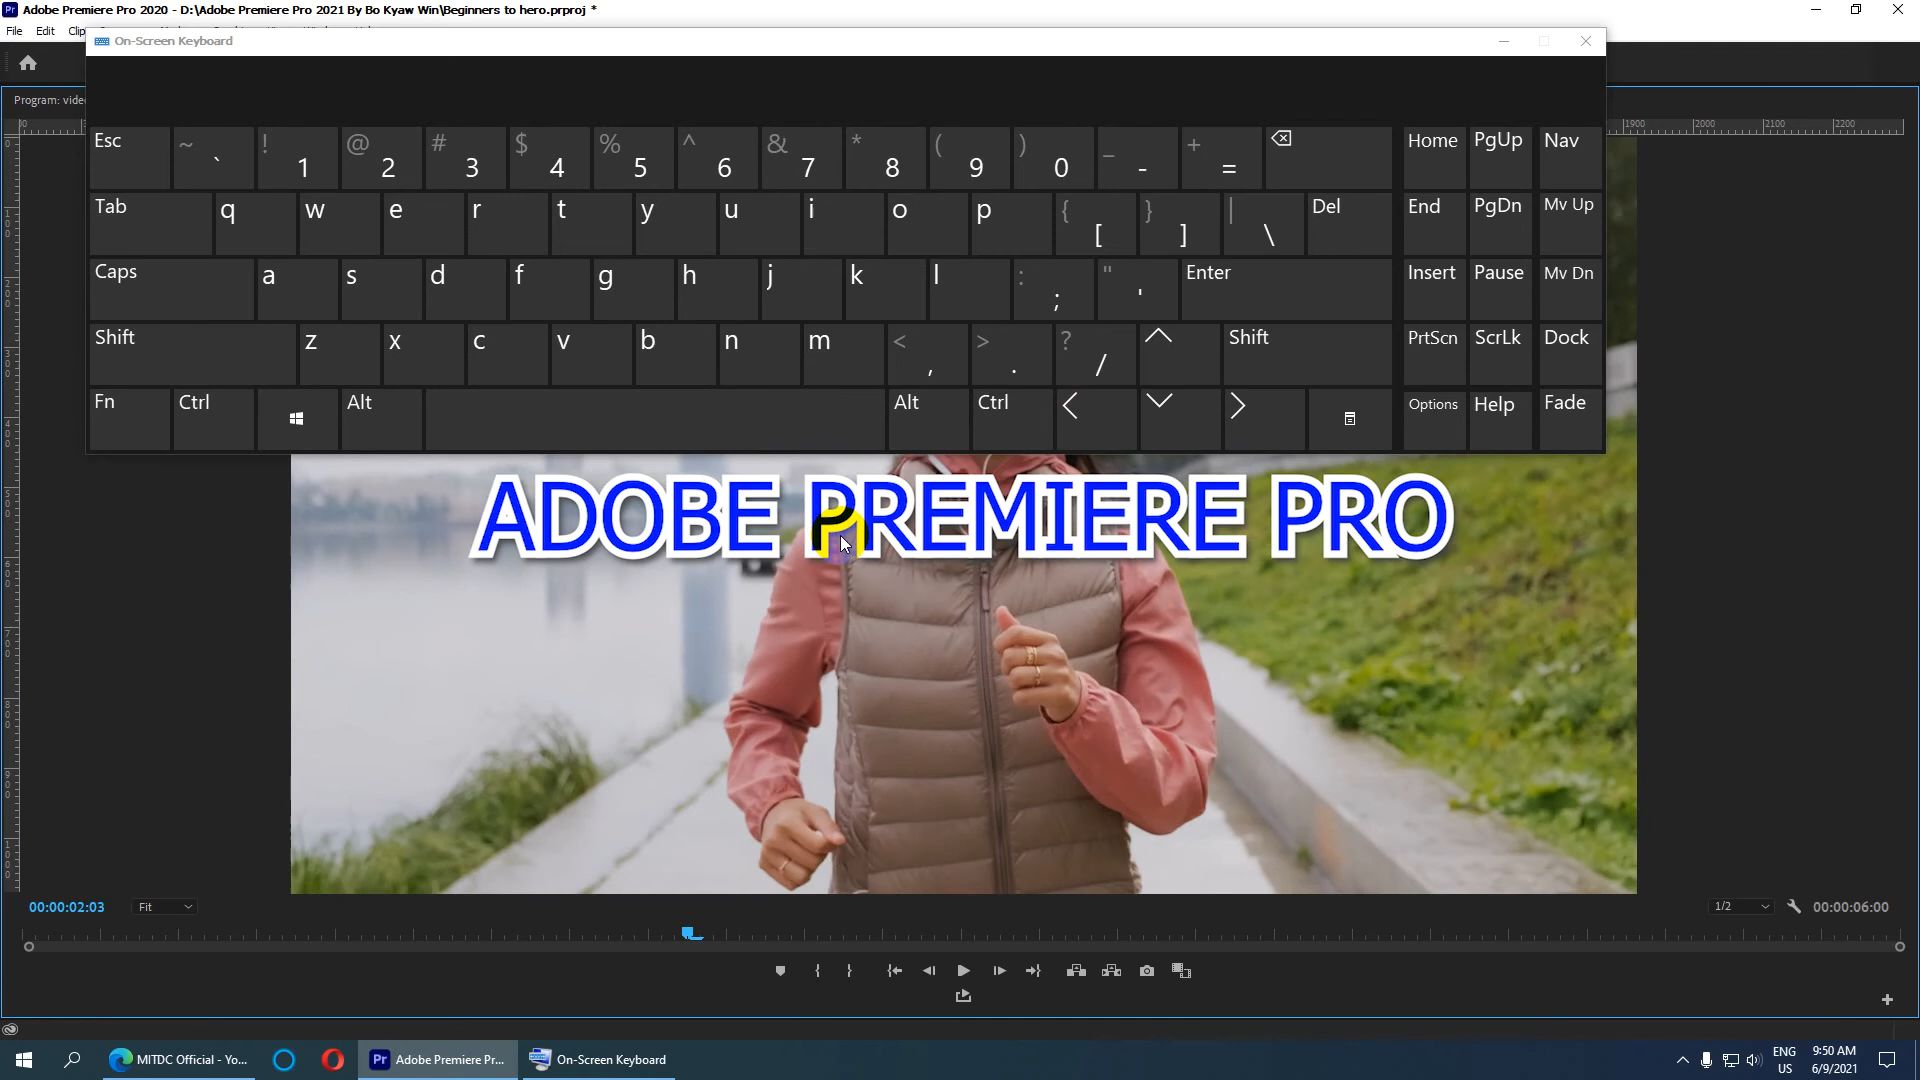 Adobe Premiere Pro 2020 - D:\Adobe Premiere Pro 2021 By Bo Kyaw Win\Beginners to hero.prproj *
File Edit Clip
On-Screen Keyboard
Program: vide
1900 2000 2100 2200
Esc ~ ` ! 1 @ 2 # 3 $ 4 % 5 ^ 6 & 7 * 8 ( 9 ) 0 _ - + = Home PgUp Nav
Tab q w e r t y u i o p { [ } ] | \ Del End PgDn Mv Up
Caps a s d f g h j k l : ; " ' Enter Insert Pause Mv Dn
Shift z x c v b n m < , > . ? / Shift PrtScn ScrLk Dock
Fn Ctrl Alt Alt Ctrl Options Help Fade
ADOBE PREMIERE PRO
00:00:02:03 Fit 1/2 00:00:06:00
MITDC Official - Yo... Adobe Premiere Pr... On-Screen Keyboard
ENG 9:50 AM
US 6/9/2021